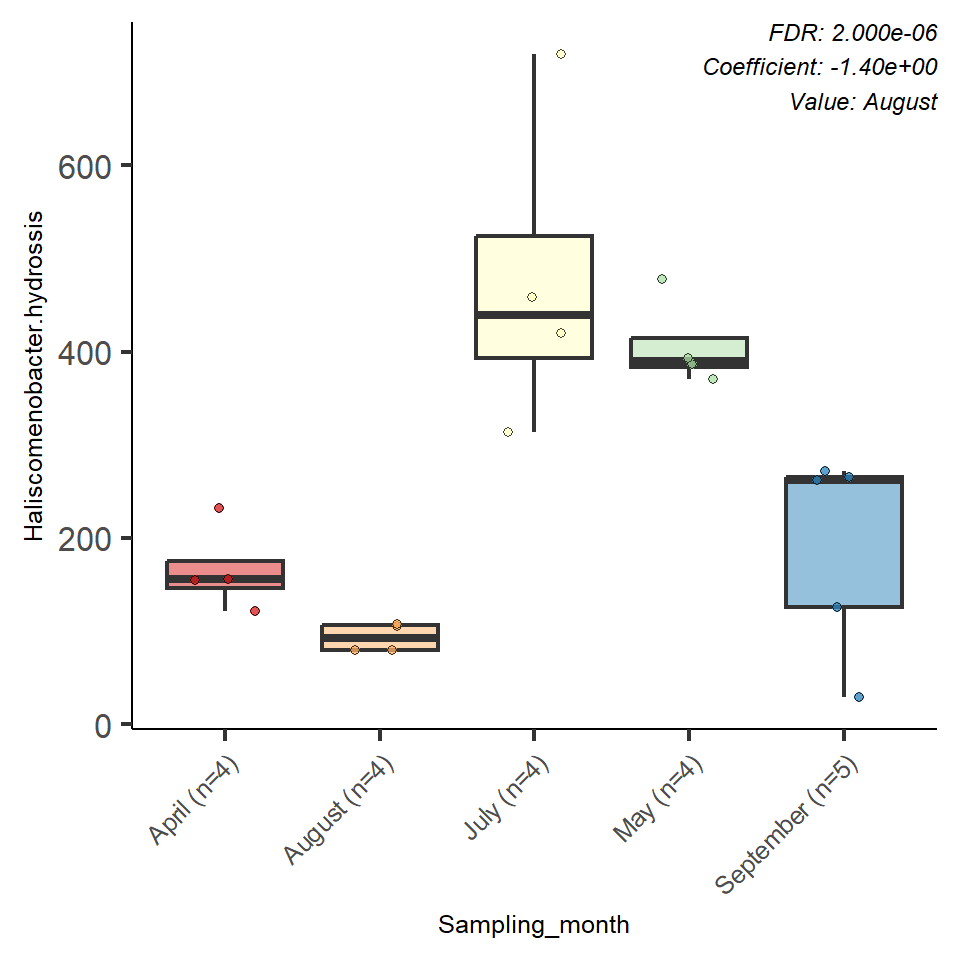 FDR: 2.000e-06
Coefficient: -1.40e+00
Value: August
Haliscomenobacter.hydrossis
600
400
200
0
April (n=4)
August (n=4)
July (n=4)
May (n=4)
September (n=5)
Sampling_month